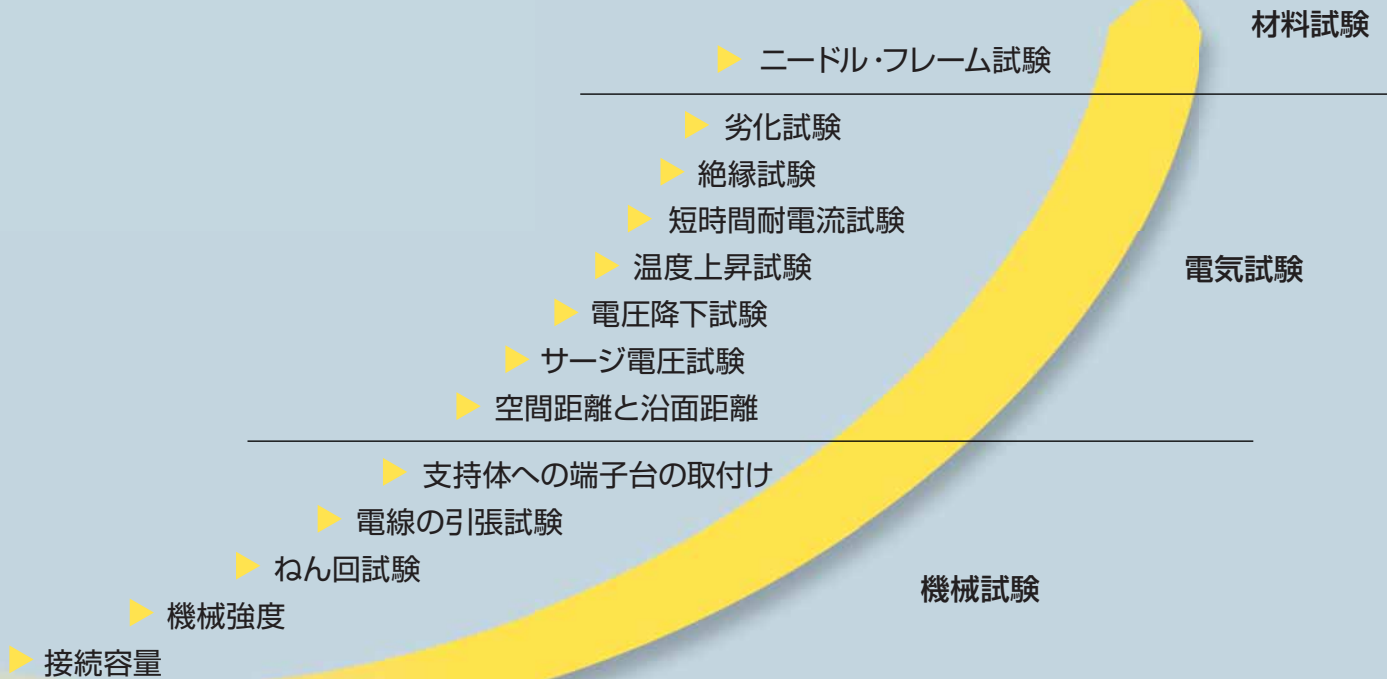 材料試験
ニードル・フレーム試験
劣化試験
絶縁試験
短時間耐電流試験
温度上昇試験
電気試験
電圧降下試験
サージ電圧試験
空間距離と沿面距離
支持体への端子台の取付け
電線の引張試験
ねん回試験
機械試験
機械強度
接続容量